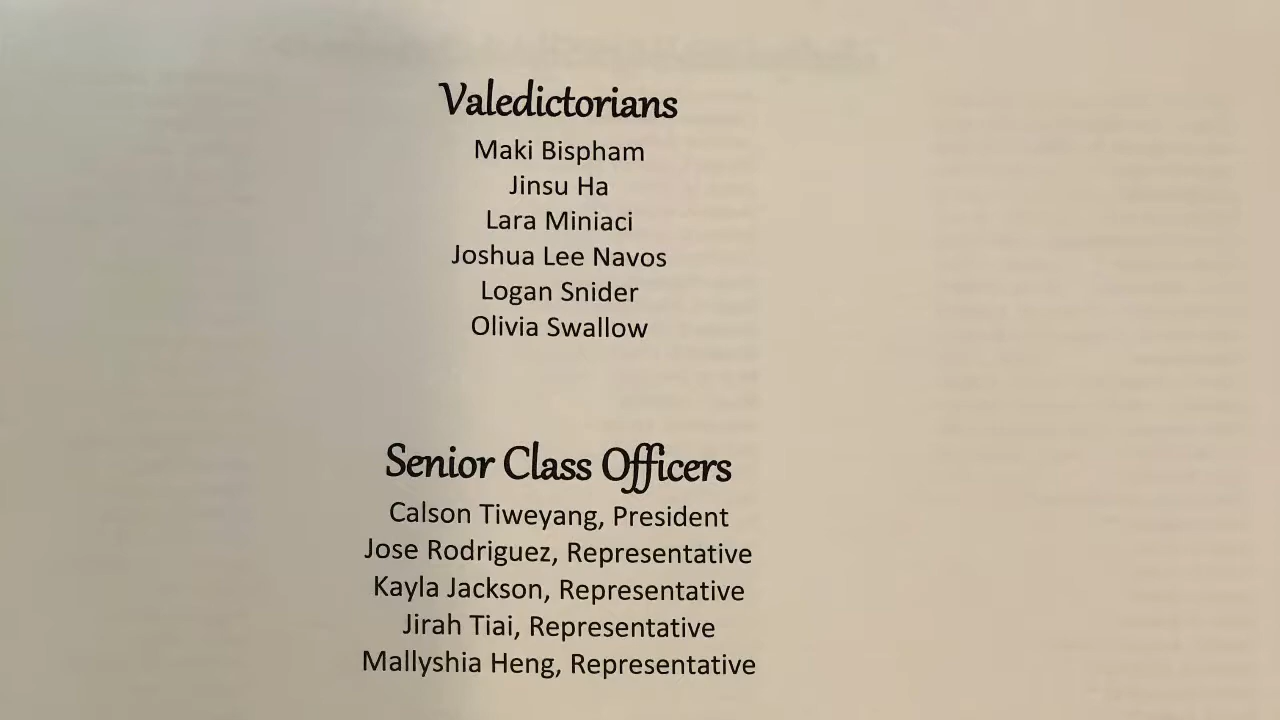 Valedictorians
Maki Bispham
Jinsu Ha
Lara Miniaci
Joshua Lee Navos
Logan Snider
Olivia Swallow
Senior Class Officers
Calson Tiweyang, President
Jose Rodriguez, Representative
Kayla Jackson, Representative
Jirah Tiai, Representative
Mallyshia Heng, Representative